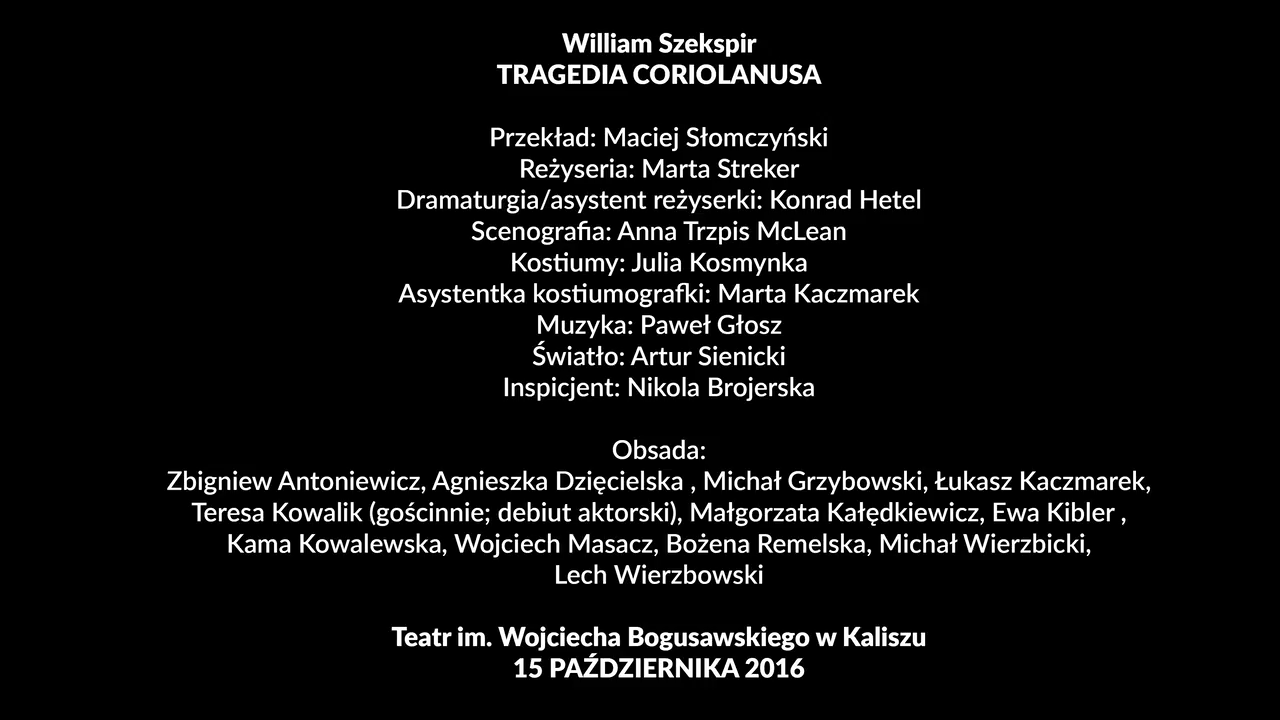 William Szekspir
TRAGEDIA CORIOLANUSA
Przekład: Maciej Słomczyński
Reżyseria: Marta Streker
Dramaturgia/asystent reżyserki: Konrad Hetel
Scenografia: Anna Trzpis McLean
Kostiumy: Julia Kosmynka
Asystentka kostiumografki: Marta Kaczmarek
Muzyka: Paweł Głosz
Światło: Artur Sienicki
Inspicjent: Nikola Brojerska
Obsada:
Zbigniew Antoniewicz, Agnieszka Dzięcielska , Michał Grzybowski, Łukasz Kaczmarek,
Teresa Kowalik (gościnnie; debiut aktorski), Małgorzata Kałędkiewicz, Ewa Kibler ,
Kama Kowalewska, Wojciech Masacz, Bożena Remelska, Michał Wierzbicki,
Lech Wierzbowski
Teatr im. Wojciecha Bogusawskiego w Kaliszu
15 PAŹDZIERNIKA 2016